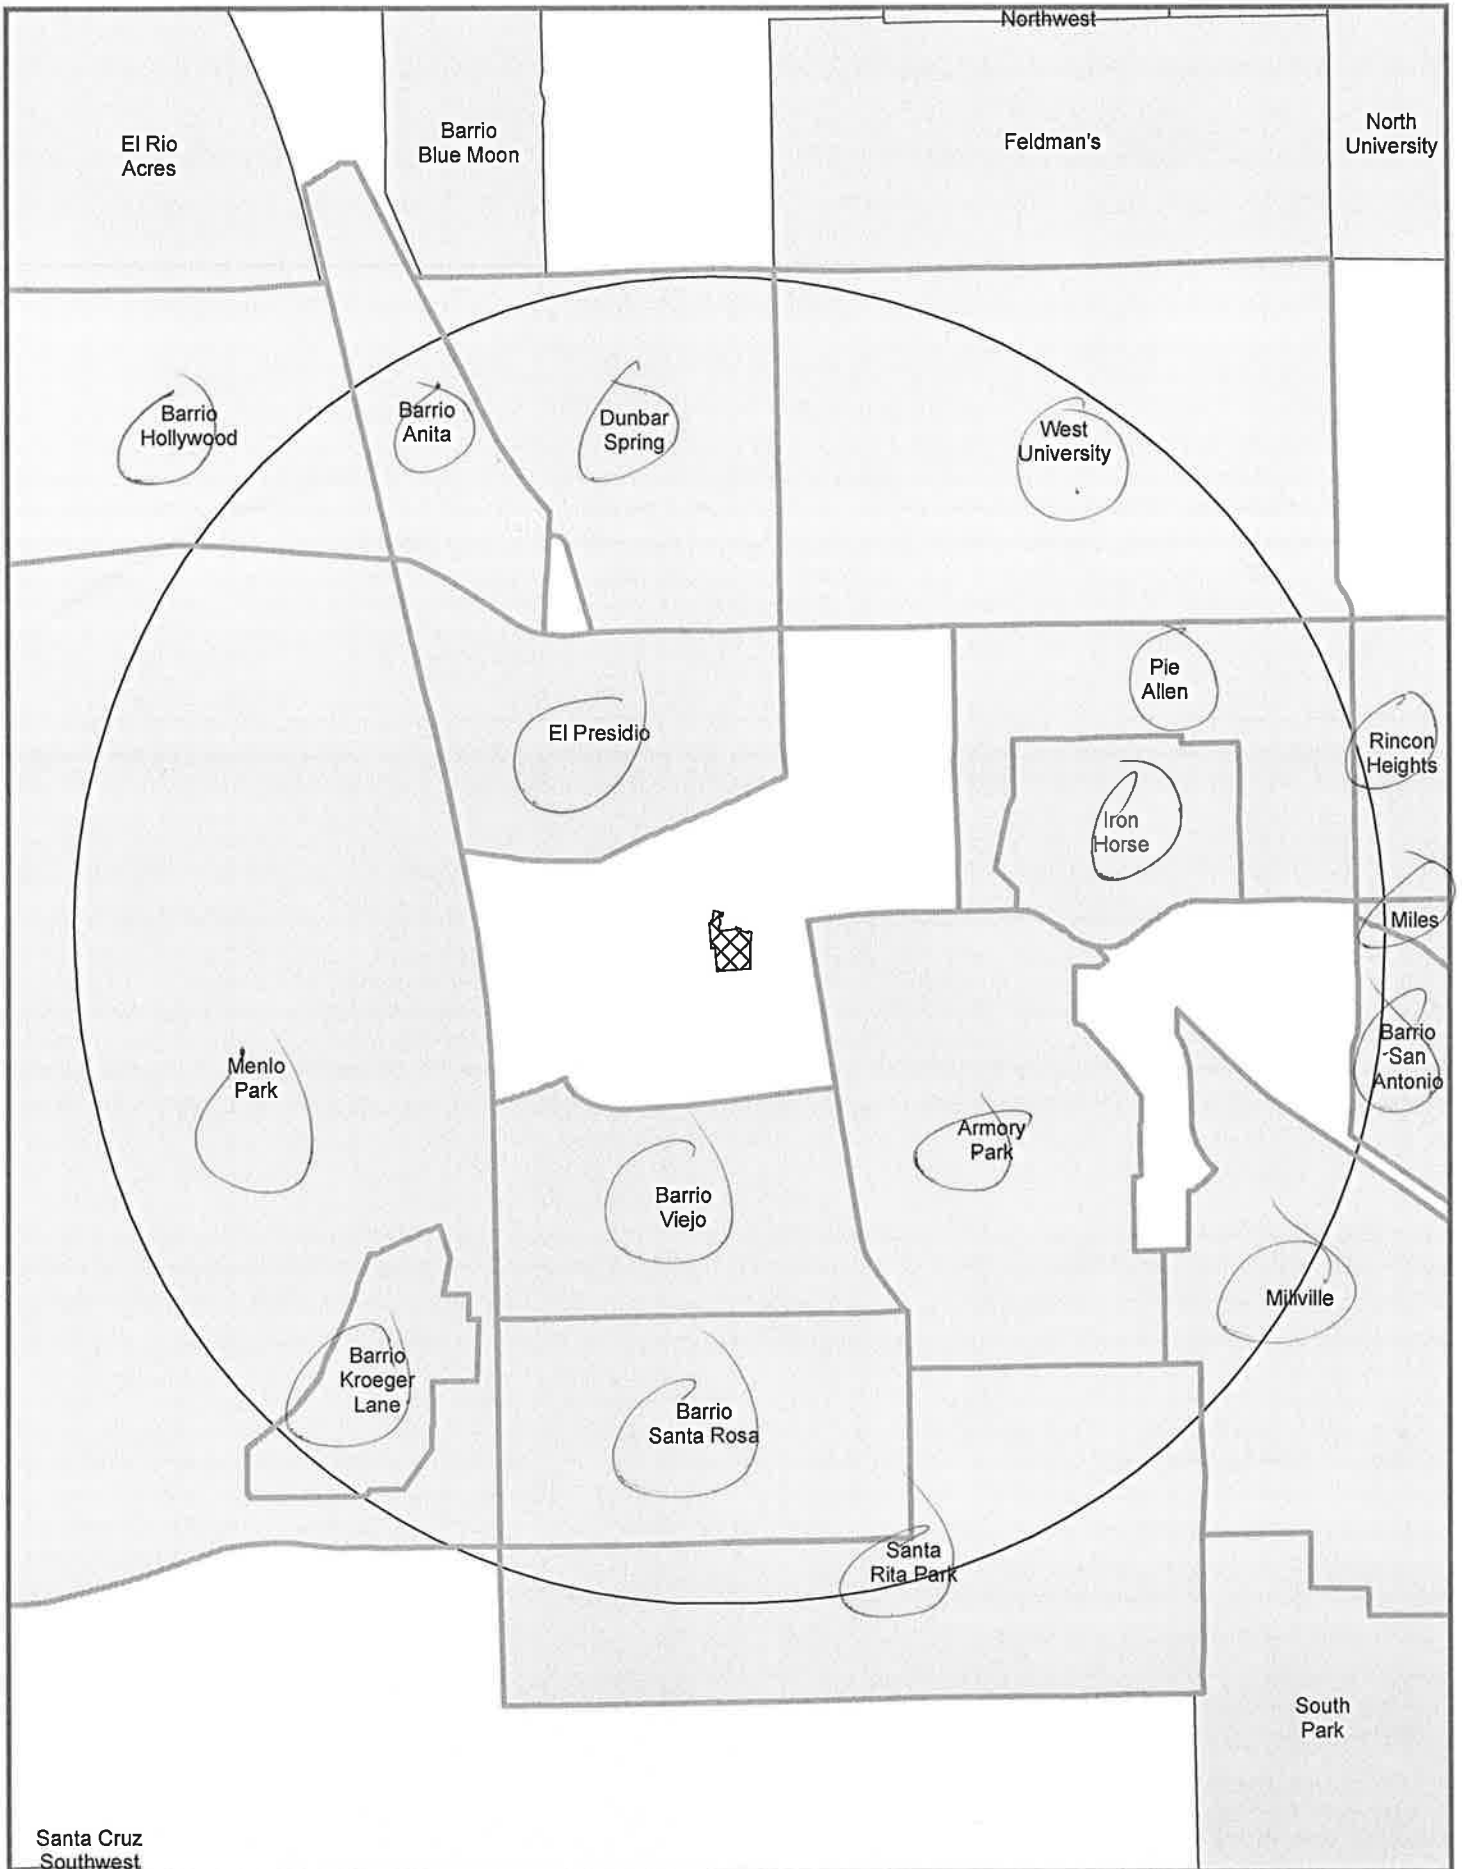 Northwest
El Rio
Acres
Barrio
Blue Moon
Feldman's
North
University
Barrio
Hollywood
Barrio
Anita
Dunbar
Spring
West
University
El Presidio
Pie
Allen
Rincon
Heights
Iron
Horse
Miles
Menlo
Park
Barrio
San
Antonio
Armory
Park
Barrio
Viejo
Millville
Barrio
Kroeger
Lane
Barrio
Santa Rosa
Santa
Rita Park
South
Park
Santa Cruz
Southwest